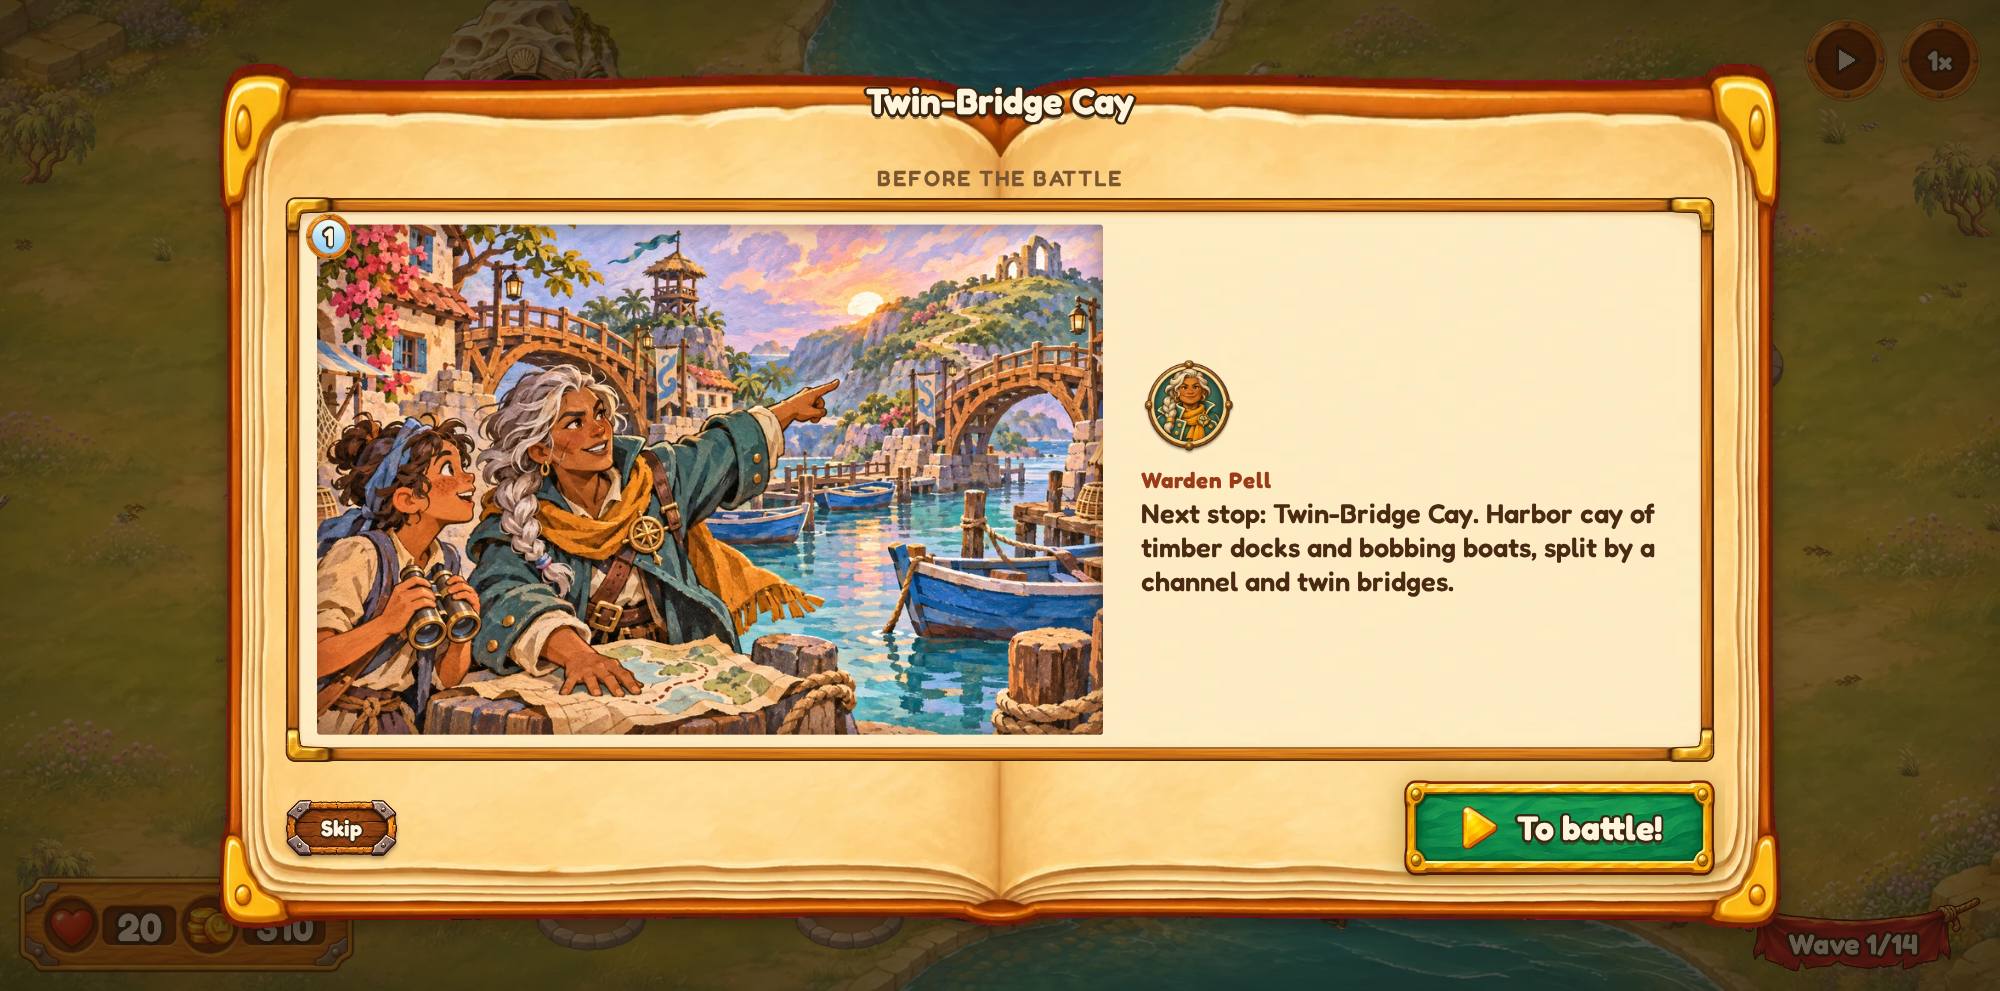 1x
Twin-Bridge Cay
BEFORE THE BATTLE
1
Warden Pell
Next stop: Twin-Bridge Cay. Harbor cay of
timber docks and bobbing boats, split by a
channel and twin bridges.
Skip
To battle!
20
310
Wave 1/14